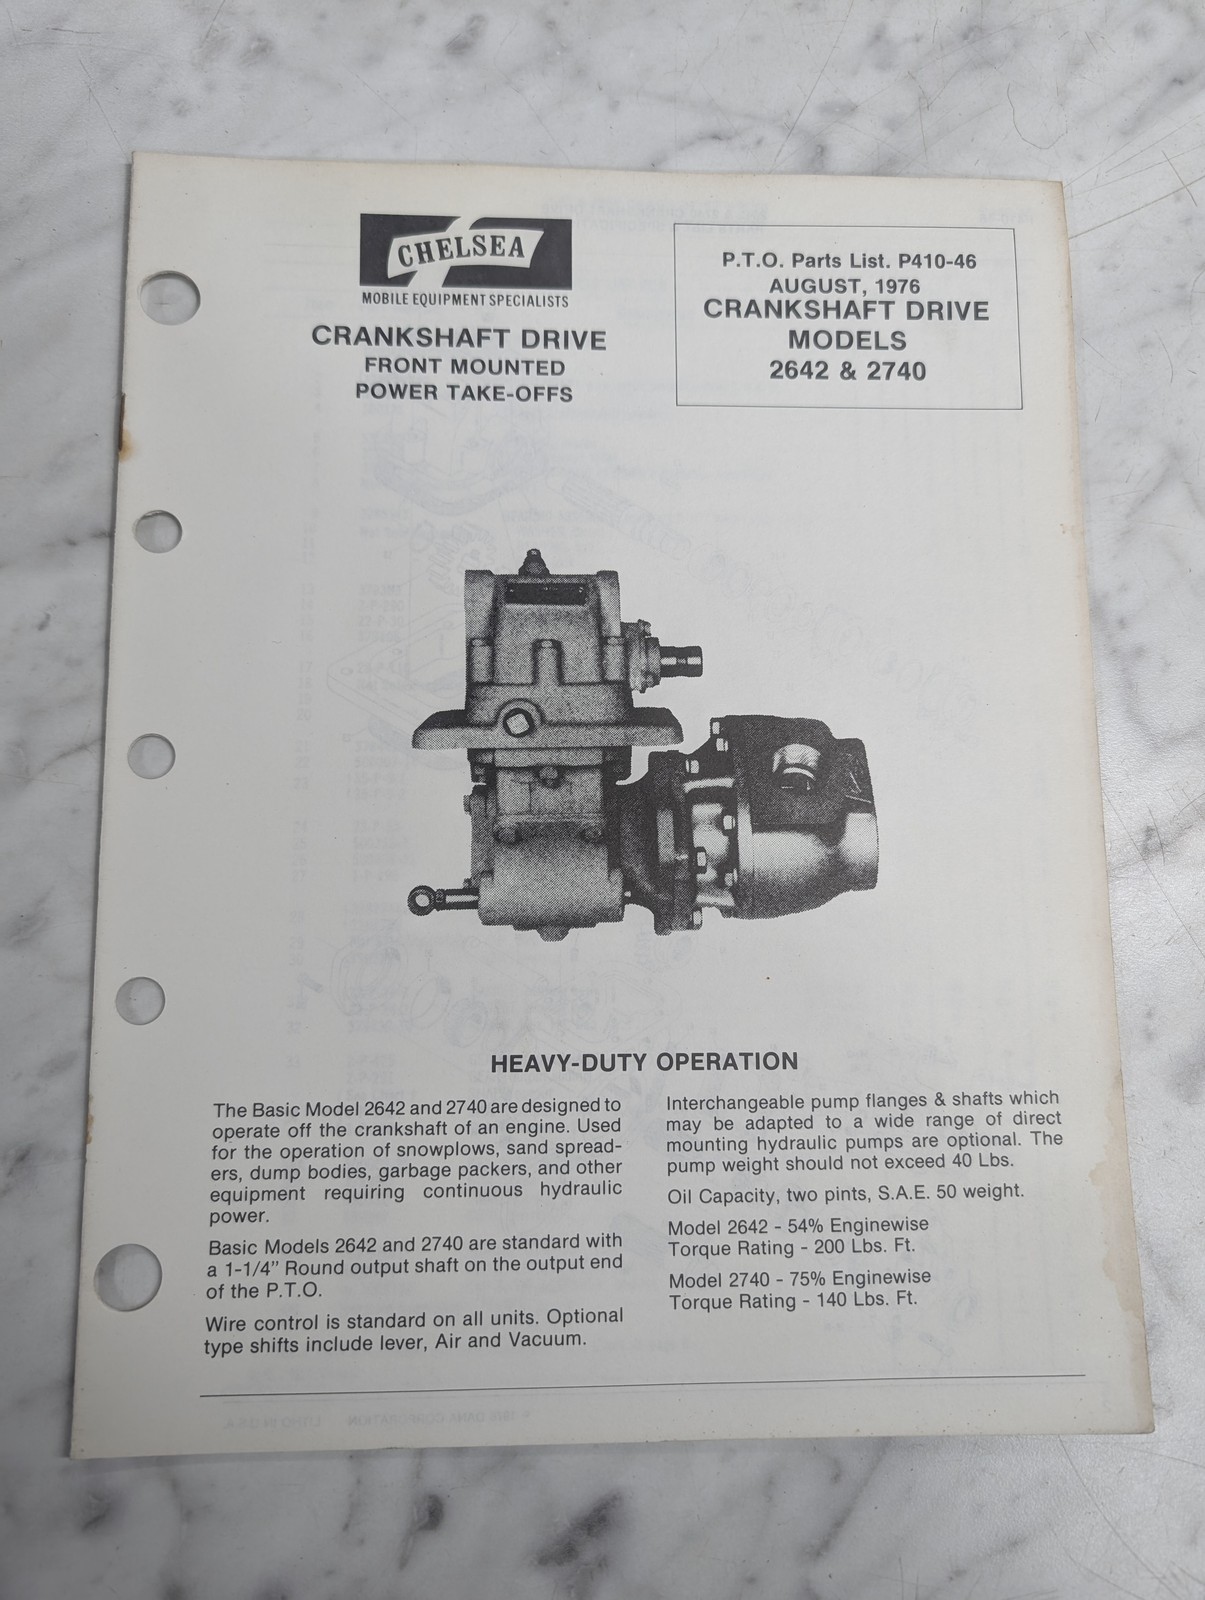 CHELSEA
MOBILE EQUIPMENT SPECIALISTS
CRANKSHAFT DRIVE
FRONT MOUNTED
POWER TAKE-OFFS
P.T.O. Parts List. P410-46
AUGUST, 1976
CRANKSHAFT DRIVE
MODELS
2642 & 2740
HEAVY-DUTY OPERATION
The Basic Model 2642 and 2740 are designed to
operate off the crankshaft of an engine. Used
for the operation of snowplows, sand spread-
ers, dump bodies, garbage packers, and other
equipment requiring continuous hydraulic
power.
Basic Models 2642 and 2740 are standard with
a 1-1/4" Round output shaft on the output end
of the P.T.O.
Wire control is standard on all units. Optional
type shifts include lever, Air and Vacuum.
Interchangeable pump flanges & shafts which
may be adapted to a wide range of direct
mounting hydraulic pumps are optional. The
pump weight should not exceed 40 Lbs.
Oil Capacity, two pints, S.A.E. 50 weight.
Model 2642 - 54% Enginewise
Torque Rating - 200 Lbs. Ft.
Model 2740 - 75% Enginewise
Torque Rating - 140 Lbs. Ft.